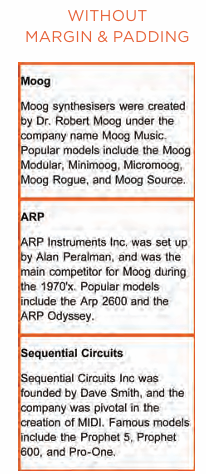 WITHOUT
MARGIN & PADDING
Moog
Moog synthesisers were created
by Dr. Robert Moog under the
company name Moog Music.
Popular models include the Moog
Modular, Minimoog, Micromoog,
Moog Rogue, and Moog Source.
ARP
ARP Instruments Inc. was set up
by Alan Peralman, and was the
main competitor for Moog during
the 1970'x. Popular models
include the Arp 2600 and the
ARP Odyssey.
Sequential Circuits
Sequential Circuits Inc was
founded by Dave Smith, and the
company was pivotal in the
creation of MIDI. Famous models
include the Prophet 5, Prophet
600, and Pro-One.